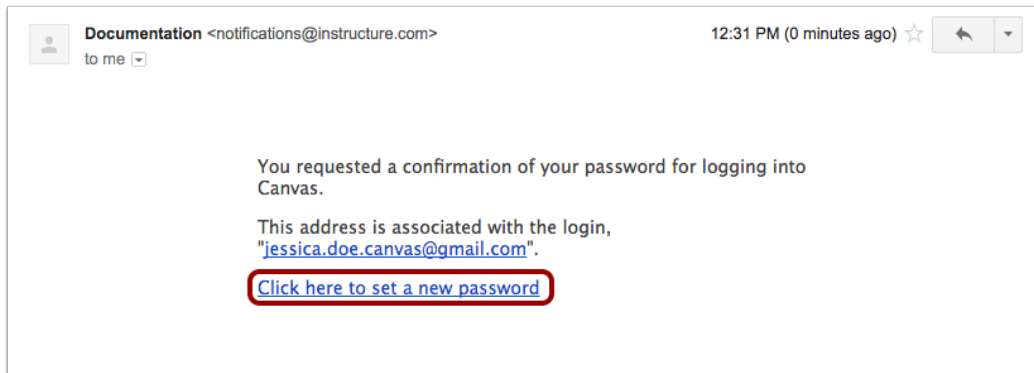 Documentation <notifications@instructure.com> 12:31 PM (0 minutes ago)
to me
You requested a confirmation of your password for logging into
Canvas.
This address is associated with the login,
"jessica.doe.canvas@gmail.com".
Click here to set a new password